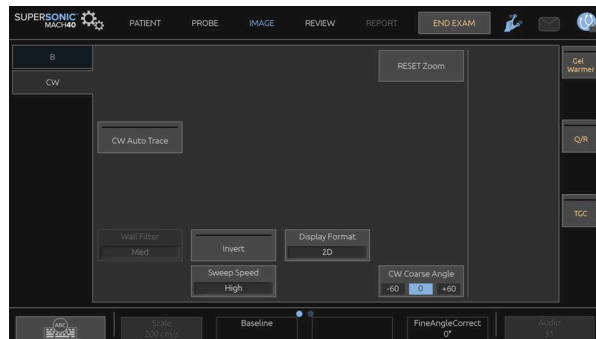 SUPERSONIC
MACH40
PATIENT
PROBE
IMAGE
REVIEW
REPORT
END EXAM
B
CW
RESET Zoom
Gel
Warmer
CW Auto Trace
Q/R
TGC
Wall Filter
Med
Invert
Display Format
2D
Sweep Speed
High
CW Coarse Angle
-60 0 +60
ABC
Scale
200 cm/s
Baseline
FineAngleCorrect
0°
Audio
51